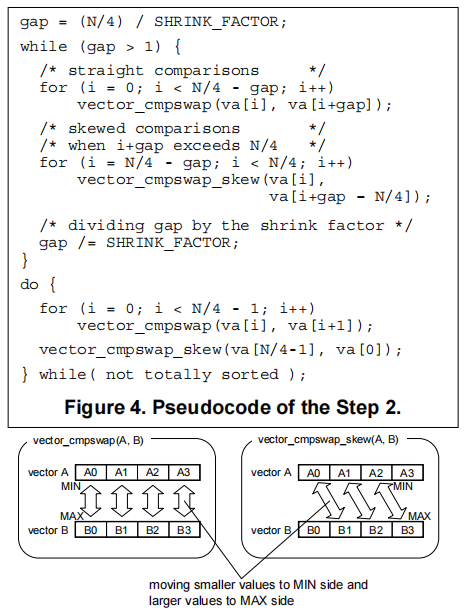 gap = (N/4) / SHRINK_FACTOR;
while (gap > 1) {
/* straight comparisons */
for (i = 0; i < N/4 - gap; i++)
vector_cmpswap(va[i], va[i+gap]);
/* skewed comparisons */
/* when i+gap exceeds N/4 */
for (i = N/4 - gap; i < N/4; i++)
vector_cmpswap_skew(va[i],
va[i+gap - N/4]);
/* dividing gap by the shrink factor */
gap /= SHRINK_FACTOR;
}
do {
for (i = 0; i < N/4 - 1; i++)
vector_cmpswap(va[i], va[i+1]);
vector_cmpswap_skew(va[N/4-1], va[0]);
} while( not totally sorted );
Figure 4. Pseudocode of the Step 2.
vector_cmpswap(A, B)
vector A A0 A1 A2 A3
MIN
MAX
vector B B0 B1 B2 B3
vector_cmpswap_skew(A, B)
vector A A0 A1 A2 A3
MIN
MAX
vector B B0 B1 B2 B3
moving smaller values to MIN side and
larger values to MAX side